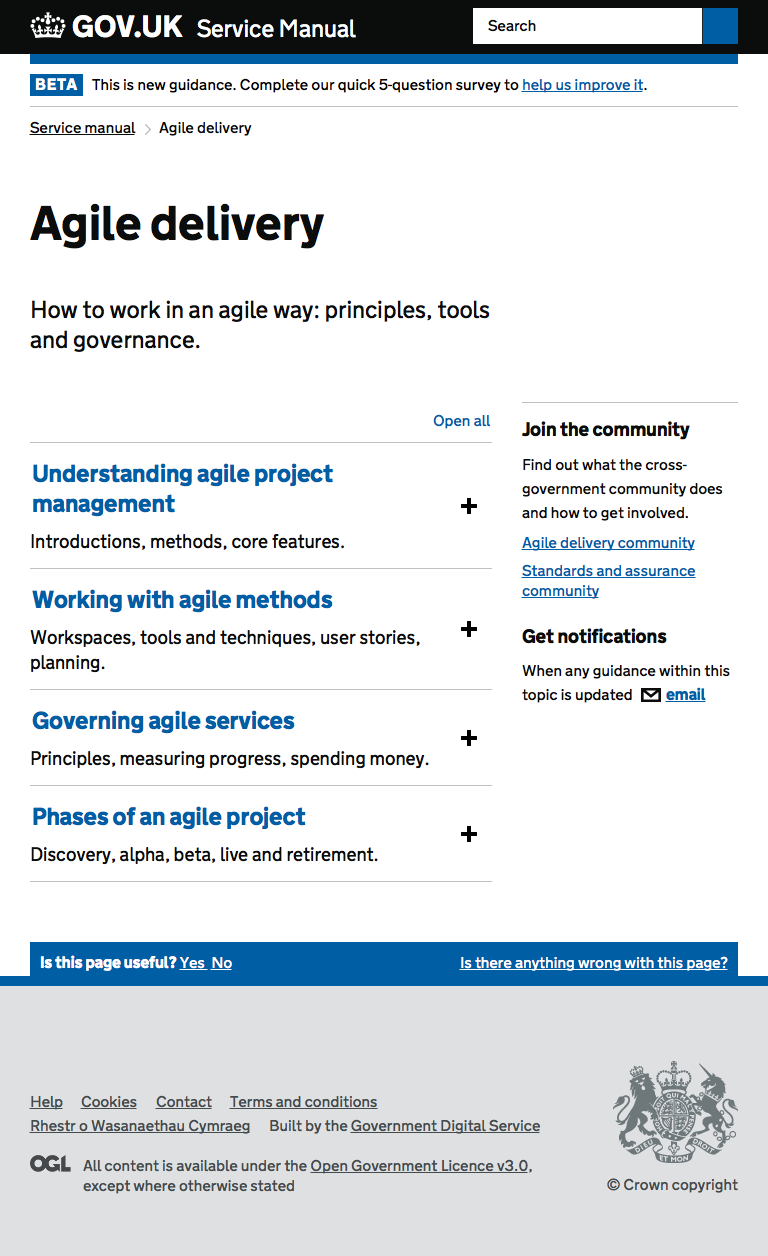 GOV.UK Service Manual
Search
BETA This is new guidance. Complete our quick 5-question survey to help us improve it.
Service manual Agile delivery
Agile delivery
How to work in an agile way: principles, tools
and governance.
Open all
Understanding agile project
management
Introductions, methods, core features.
Working with agile methods
Workspaces, tools and techniques, user stories,
planning.
Governing agile services
Principles, measuring progress, spending money.
Phases of an agile project
Discovery, alpha, beta, live and retirement.
Join the community
Find out what the cross-
government community does
and how to get involved.
Agile delivery community
Standards and assurance
community
Get notifications
When any guidance within this
topic is updated email
Is this page useful? Yes No
Is there anything wrong with this page?
Help Cookies Contact Terms and conditions
Rhestr o Wasanaethau Cymraeg Built by the Government Digital Service
OGL All content is available under the Open Government Licence v3.0,
except where otherwise stated
DIEU ET MON DROIT
© Crown copyright